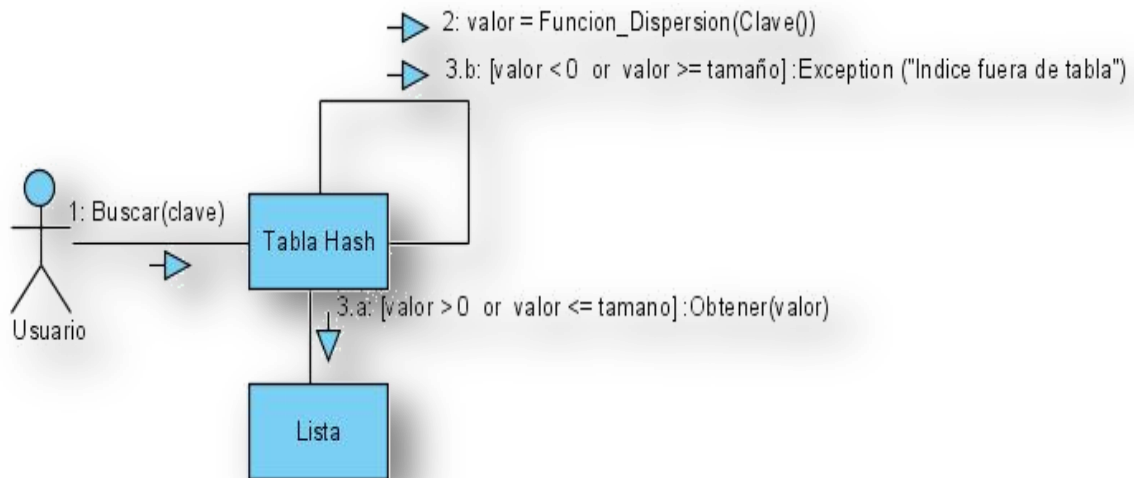 2: valor = Funcion_Dispersion(Clave())
3.b: [valor < 0 or valor >= tamaño] :Exception ("Indice fuera de tabla")
1: Buscar(clave)
Tabla Hash
3.a: [valor > 0 or valor <= tamano] :Obtener(valor)
Usuario
Lista